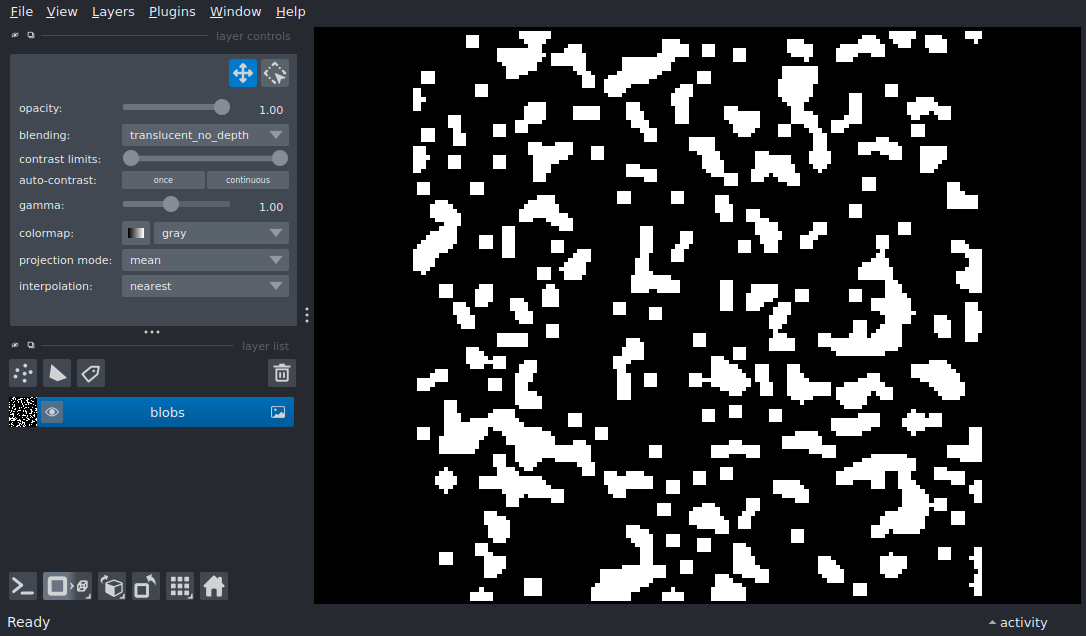 File View Layers Plugins Window Help
layer controls
opacity: 1.00
blending: translucent_no_depth
contrast limits:
auto-contrast: once continuous
gamma: 1.00
colormap: gray
projection mode: mean
interpolation: nearest
layer list
blobs
Ready activity